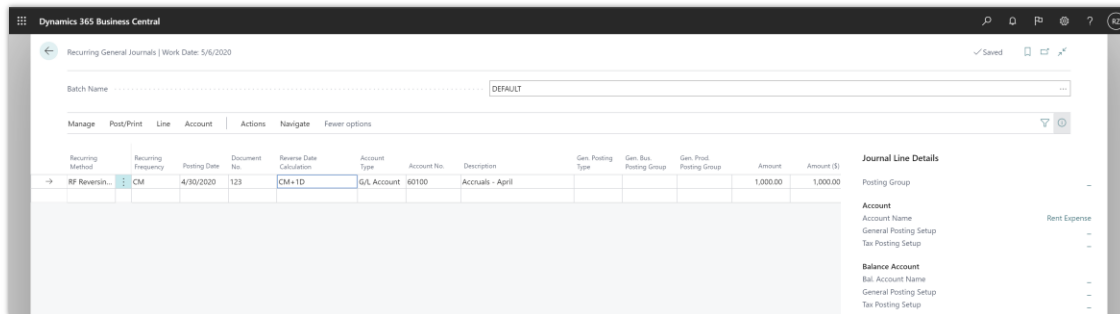 Dynamics 365 Business Central
RZ
Recurring General Journals | Work Date: 5/6/2020
Saved
Batch Name
DEFAULT
Manage Post/Print Line Account Actions Navigate Fewer options
Recurring Method Recurring Frequency Posting Date Document No. Reverse Date Calculation Account Type Account No. Description Gen. Posting Type Gen. Bus. Posting Group Gen. Prod. Posting Group Amount Amount ($)
RF Reversin... CM 4/30/2020 123 CM+1D G/L Account 60100 Accruals - April 1,000.00 1,000.00
Journal Line Details
Posting Group _
Account
Account Name Rent Expense
General Posting Setup _
Tax Posting Setup _
Balance Account
Bal. Account Name _
General Posting Setup _
Tax Posting Setup _